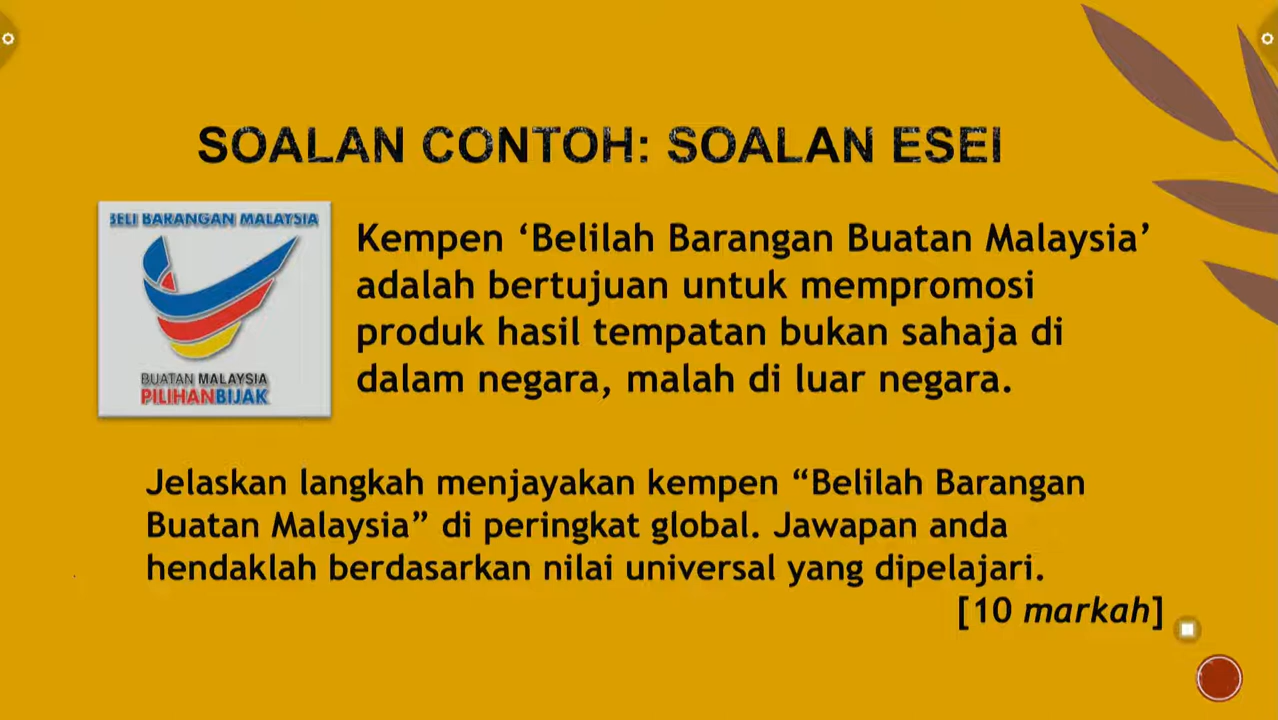 SOALAN CONTOH: SOALAN ESEI
BELI BARANGAN MALAYSIA
BUATAN MALAYSIA
PILIHANBIJAK
Kempen ‘Belilah Barangan Buatan Malaysia’
adalah bertujuan untuk mempromosi
produk hasil tempatan bukan sahaja di
dalam negara, malah di luar negara.
Jelaskan langkah menjayakan kempen “Belilah Barangan
Buatan Malaysia” di peringkat global. Jawapan anda
hendaklah berdasarkan nilai universal yang dipelajari.
[10 markah]